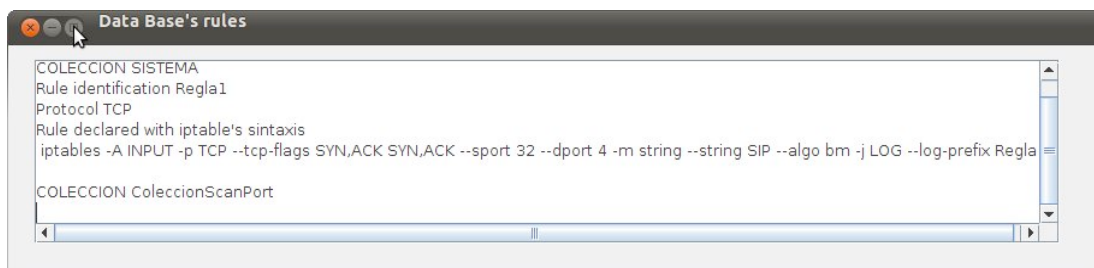 Data Base's rules
COLECCION SISTEMA
Rule identification Regla1
Protocol TCP
Rule declared with iptable's sintaxis
iptables -A INPUT -p TCP --tcp-flags SYN,ACK SYN,ACK --sport 32 --dport 4 -m string --string SIP --algo bm -j LOG --log-prefix Regla
COLECCION ColeccionScanPort